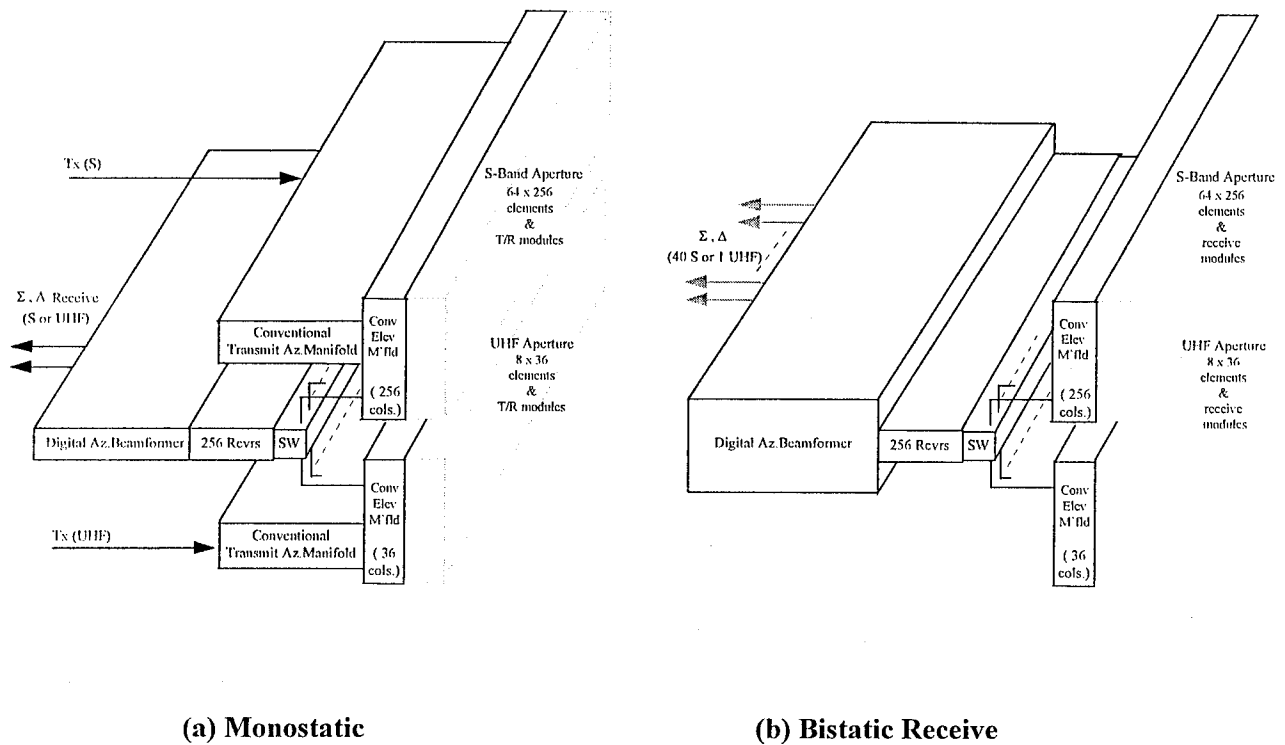 Tx (S)
S-Band Aperture
64 x 256
elements
&
T/R modules
Σ, Δ Receive
(S or UHF)
Conventional
Transmit Az.Manifold
Conv
Elev
M'fld
( 256
cols.)
UHF Aperture
8 x 36
elements
&
T/R modules
Digital Az.Beamformer
256 Rcvrs
SW
Conv
Elev
M'fld
( 36
cols.)
Tx (UHF)
Conventional
Transmit Az.Manifold
(a) Monostatic
S-Band Aperture
64 x 256
elements
&
receive
modules
Σ, Δ
(40 S or 1 UHF)
Conv
Elev
M'fld
( 256
cols.)
UHF Aperture
8 x 36
elements
&
receive
modules
Digital Az.Beamformer
256 Rcvrs
SW
Conv
Elev
M'fld
( 36
cols.)
(b) Bistatic Receive